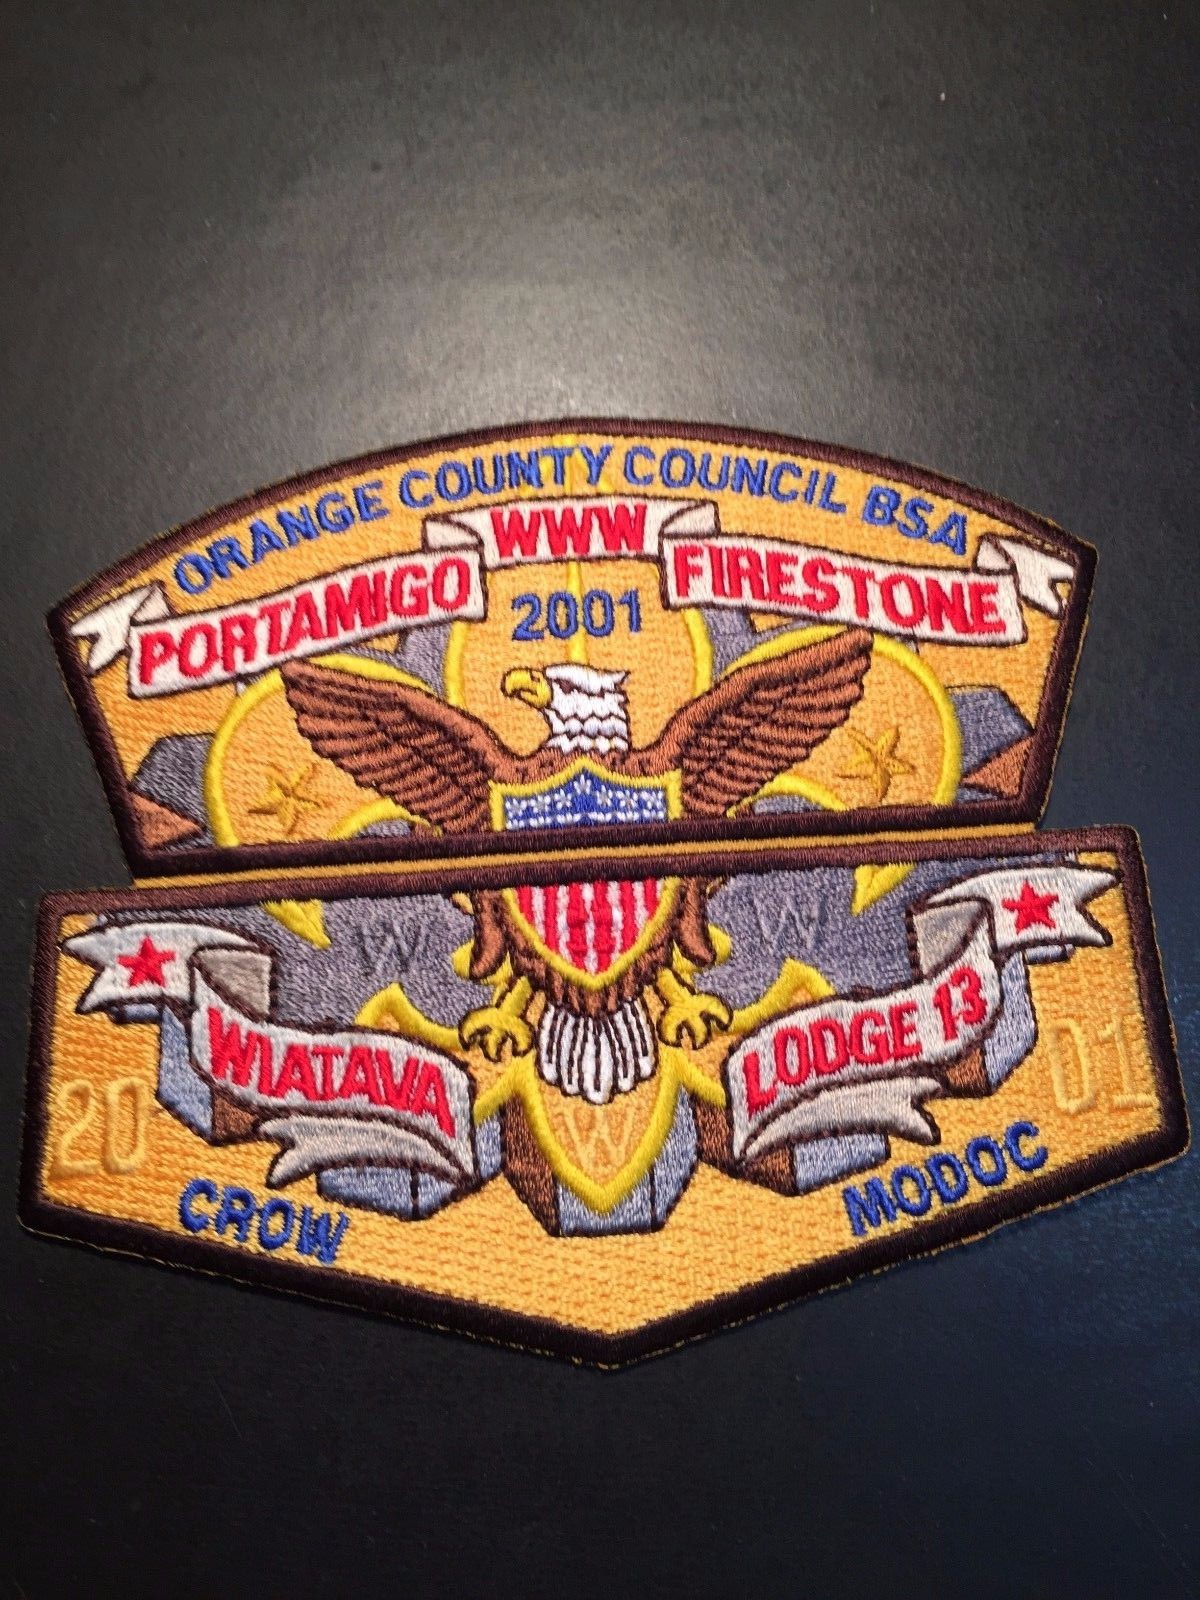 ORANGE COUNTY COUNCIL BSA
PORTAMIGO WWW FIRESTONE
2001
W W
WIATAVA LODGE 13
20 W 01
CROW MODOC